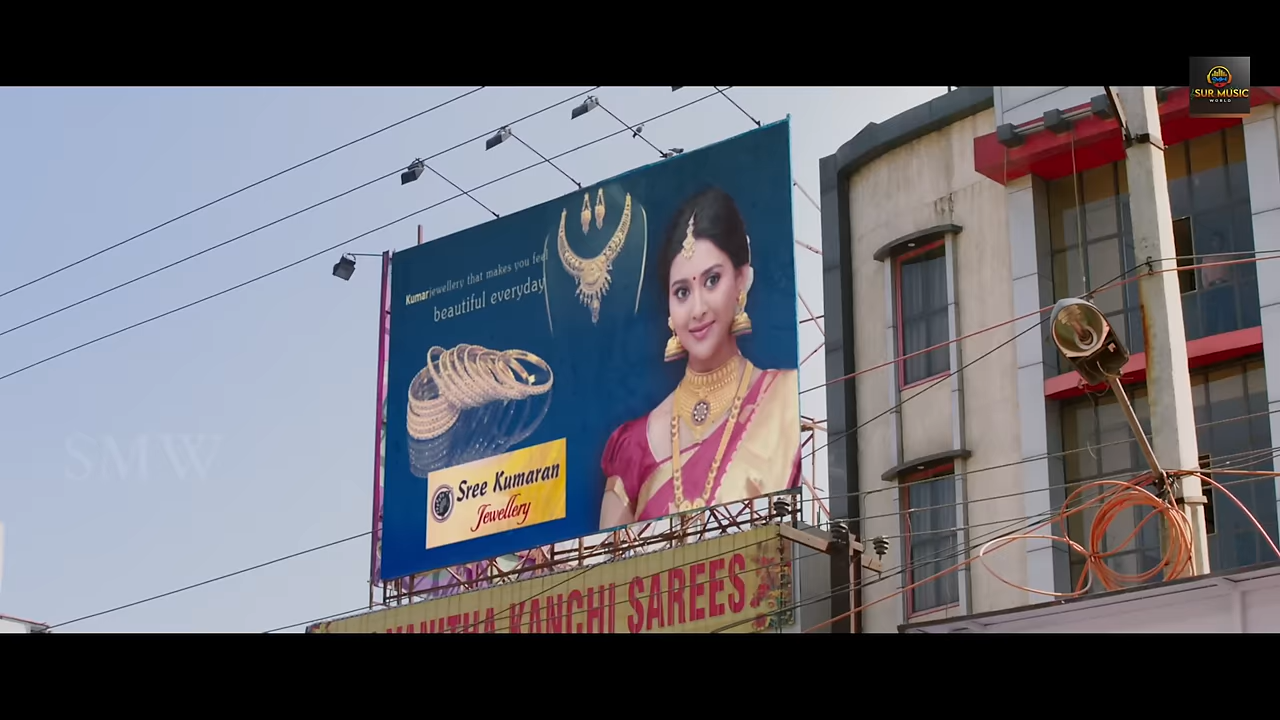 SUR MUSIC
WORLD
Kumar jewellery that makes you feel
beautiful everyday
SMW
Sree Kumaran
Jewellery
KANCHI SAREES